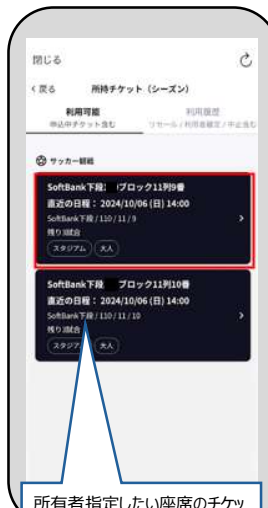 閉じる
< 戻る 所持チケット（シーズン）
利用可能 利用履歴
申込中チケット含む リセール / 利用者確定 / 中止含む
サッカー観戦
SoftBank下段 ブロック11列9番
直近の日程： 2024/10/06 (日) 14:00
SoftBank下段 / 110 / 11 / 9
残り3試合
スタジアム 大人
SoftBank下段 ブロック11列10番
直近の日程： 2024/10/06 (日) 14:00
SoftBank下段 / 110 / 11 / 10
残り3試合
大人
所有者指定したい座席のチケッ